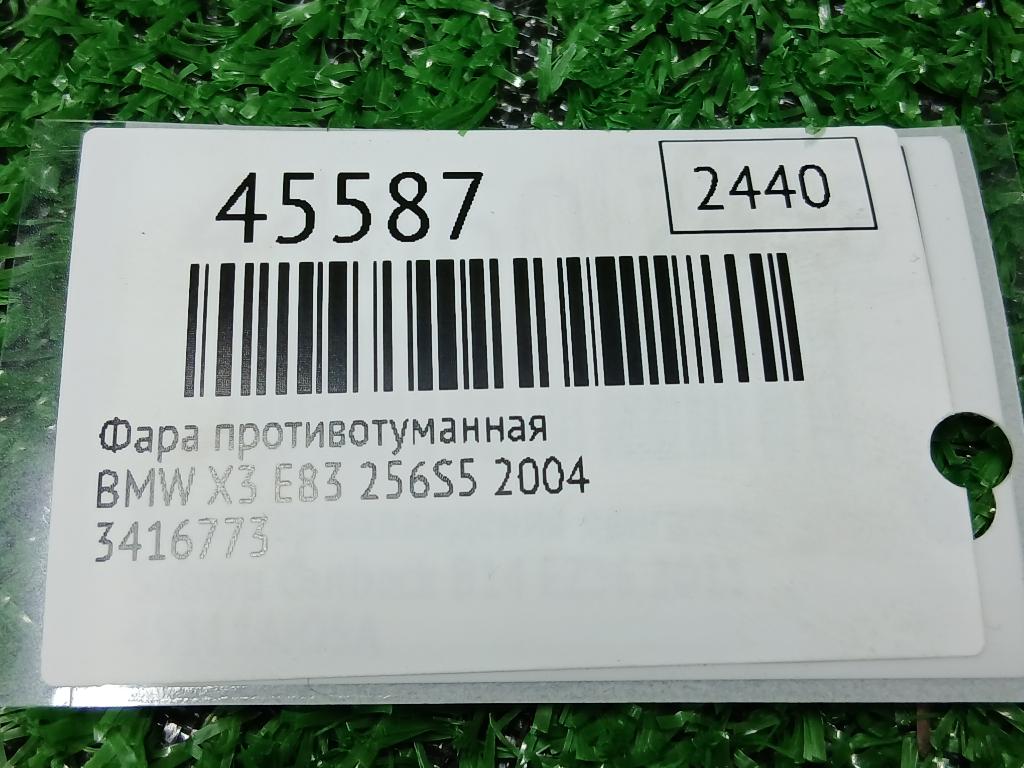 45587
2440
Фара противотуманная
BMW X3 E83 256S5 2004
3416773